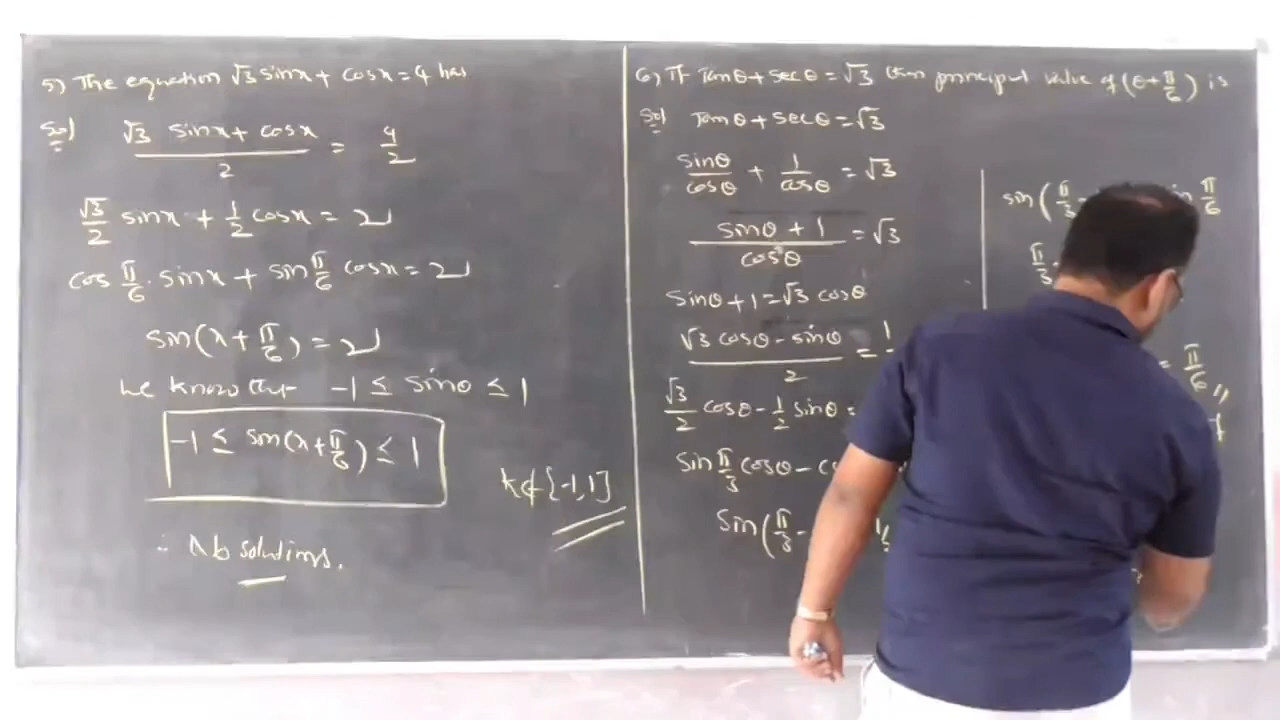 5) The equation √3 sinx + cosx = 4 has
Sol
√3 sinx + cosx / 2 = 4/2
√3/2 sinx + 1/2 cosx = 2
cos π/6 · sinx + sin π/6 cosx = 2
sin(x + π/6) = 2
We know that -1 ≤ sinθ ≤ 1
-1 ≤ sin(x + π/6) ≤ 1
k ∉ [-1, 1]
∴ No solutions.
6) If Tanθ + secθ = √3 then principal value of (θ + π/6) is
Sol Tanθ + secθ = √3
sinθ/cosθ + 1/cosθ = √3
sinθ + 1 / cosθ = √3
sinθ + 1 = √3 cosθ
√3 cosθ - sinθ / 2 = 1
√3/2 cosθ - 1/2 sinθ =
sin π/3 cosθ - co
sin(π/3 -
sin(π/3 π/6
π/3
= π/6